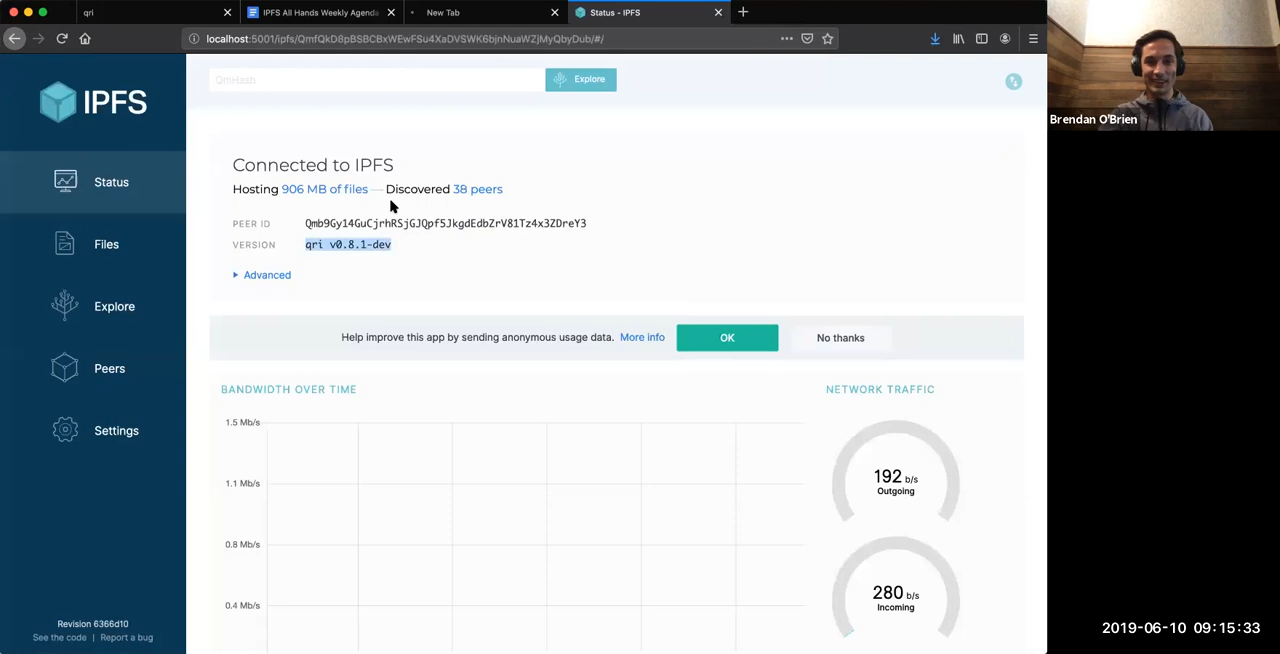 qri
IPFS All Hands Weekly Agenda
New Tab
Status - IPFS
localhost:5001/ipfs/QmfQkD8pBSBCBxWEwFSu4XaDVSWK6bjnNuaWZjMyQbyDub/#/
Brendan O'Brien
IPFS
QmHash
Explore
Status
Files
Explore
Peers
Settings
Connected to IPFS
Hosting 906 MB of files — Discovered 38 peers
PEER ID Qmb9Gy14GuCjrhRSjGJQpf5JkgdEdbZrV81Tz4x3ZDreY3
VERSION qri v0.8.1-dev
Advanced
Help improve this app by sending anonymous usage data. More info OK No thanks
BANDWIDTH OVER TIME
1.5 Mb/s
1.1 Mb/s
0.8 Mb/s
0.4 Mb/s
NETWORK TRAFFIC
192 b/s
Outgoing
280 b/s
Incoming
Revision 6366d10
See the code | Report a bug
2019-06-10 09:15:33